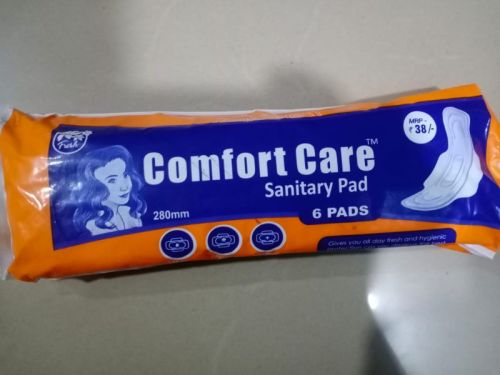 Fresh
Comfort Care™
Sanitary Pad
280mm
6 PADS
MRP -
₹ 38/-
Gives you all day fresh and hygienic